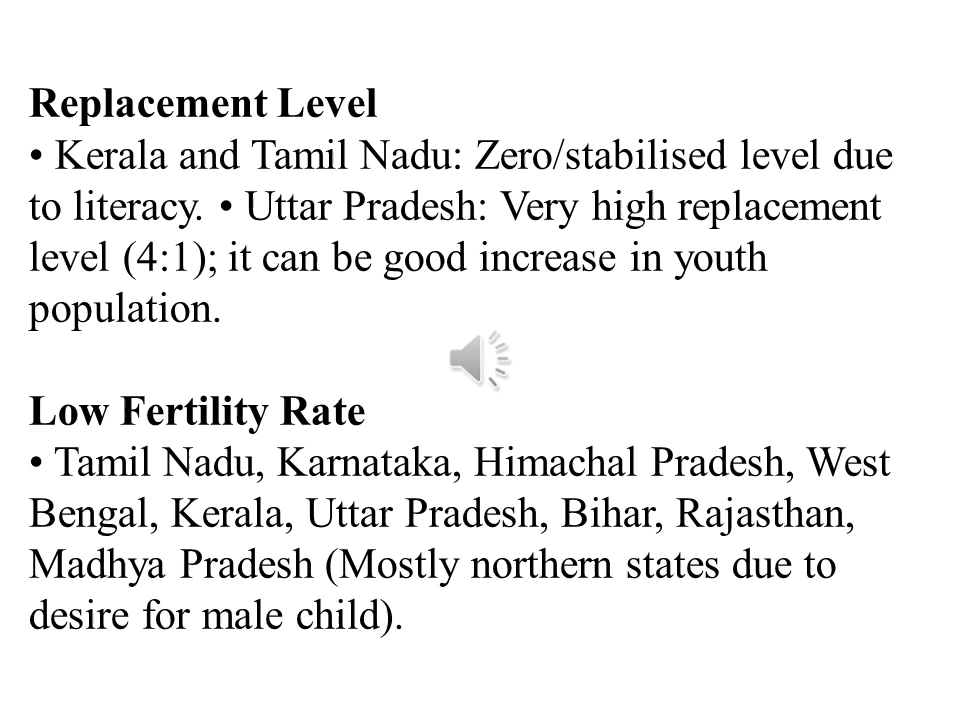 Replacement Level
• Kerala and Tamil Nadu: Zero/stabilised level due
to literacy. • Uttar Pradesh: Very high replacement
level (4:1); it can be good increase in youth
population.
Low Fertility Rate
• Tamil Nadu, Karnataka, Himachal Pradesh, West
Bengal, Kerala, Uttar Pradesh, Bihar, Rajasthan,
Madhya Pradesh (Mostly northern states due to
desire for male child).